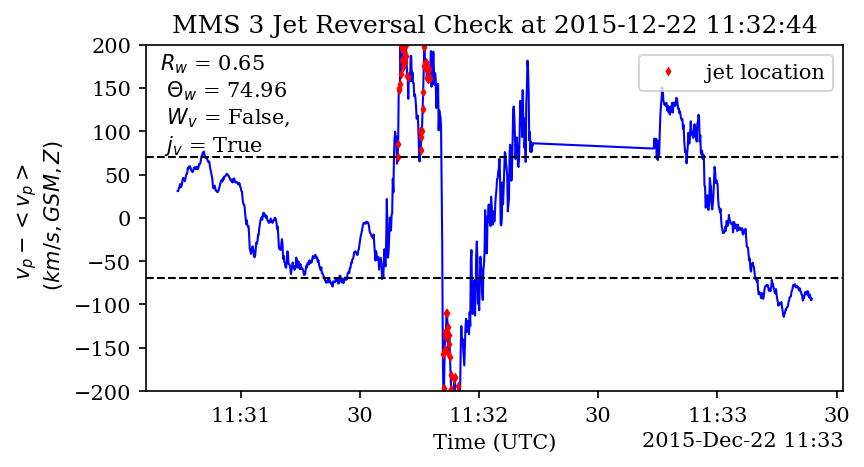 MMS 3 Jet Reversal Check at 2015-12-22 11:32:44
R_w = 0.65
Θ_w = 74.96
W_v = False,
j_v = True
jet location
v_p − <v_p>
(km/s, GSM, Z)
200
150
100
50
0
−50
−100
−150
−200
11:31
30
11:32
30
11:33
30
Time (UTC)
2015-Dec-22 11:33